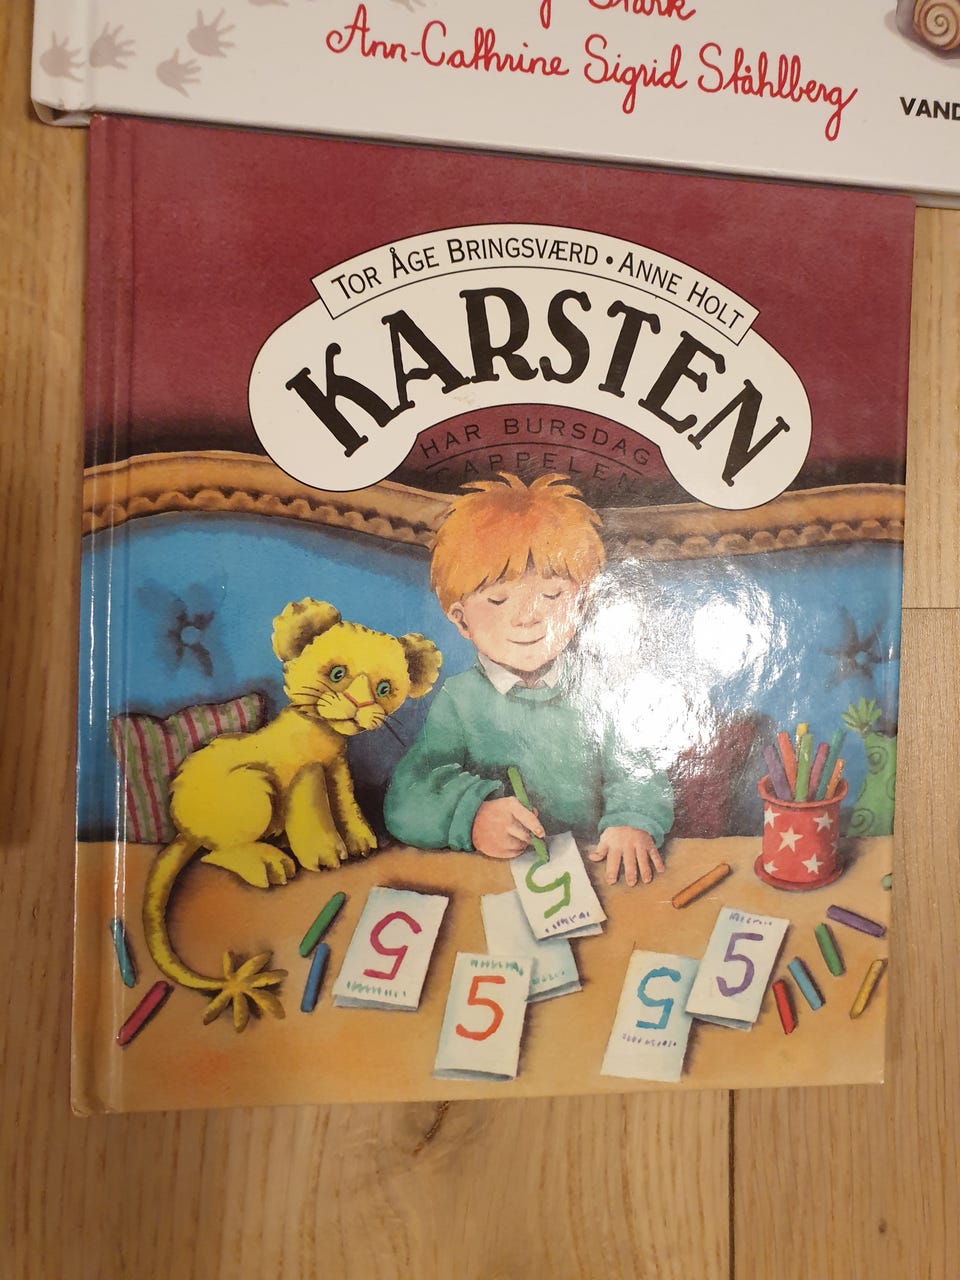 Stark
Ann-Cathrine Sigrid Ståhlberg
VAND
TOR ÅGE BRINGSVÆRD • ANNE HOLT
KARSTEN
HAR BURSDAG
CAPPELEN
5
5
5
5
5